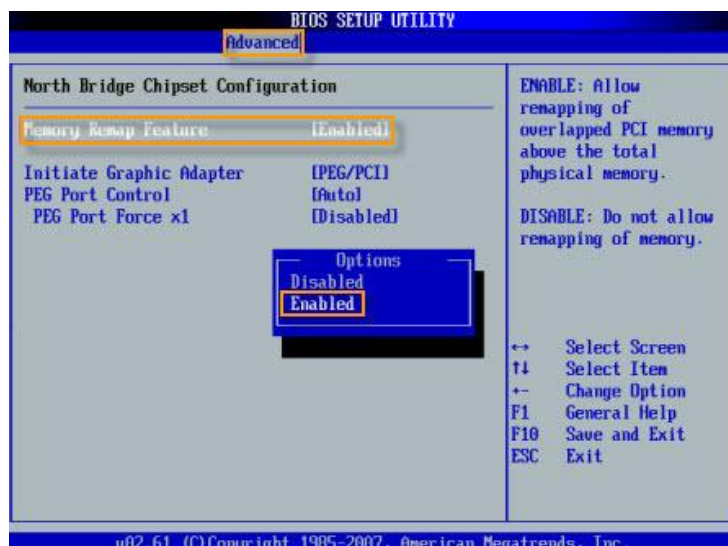 BIOS SETUP UTILITY
Advanced
North Bridge Chipset Configuration
Memory Remap Feature [Enabled]
Initiate Graphic Adapter [PEG/PCI]
PEG Port Control [Auto]
PEG Port Force x1 [Disabled]
Options
Disabled
Enabled
ENABLE: Allow
remapping of
overlapped PCI memory
above the total
physical memory.
DISABLE: Do not allow
remapping of memory.
↔ Select Screen
↑↓ Select Item
+- Change Option
F1 General Help
F10 Save and Exit
ESC Exit
v02.61 (C)Copyright 1985-2007, American Megatrends, Inc.